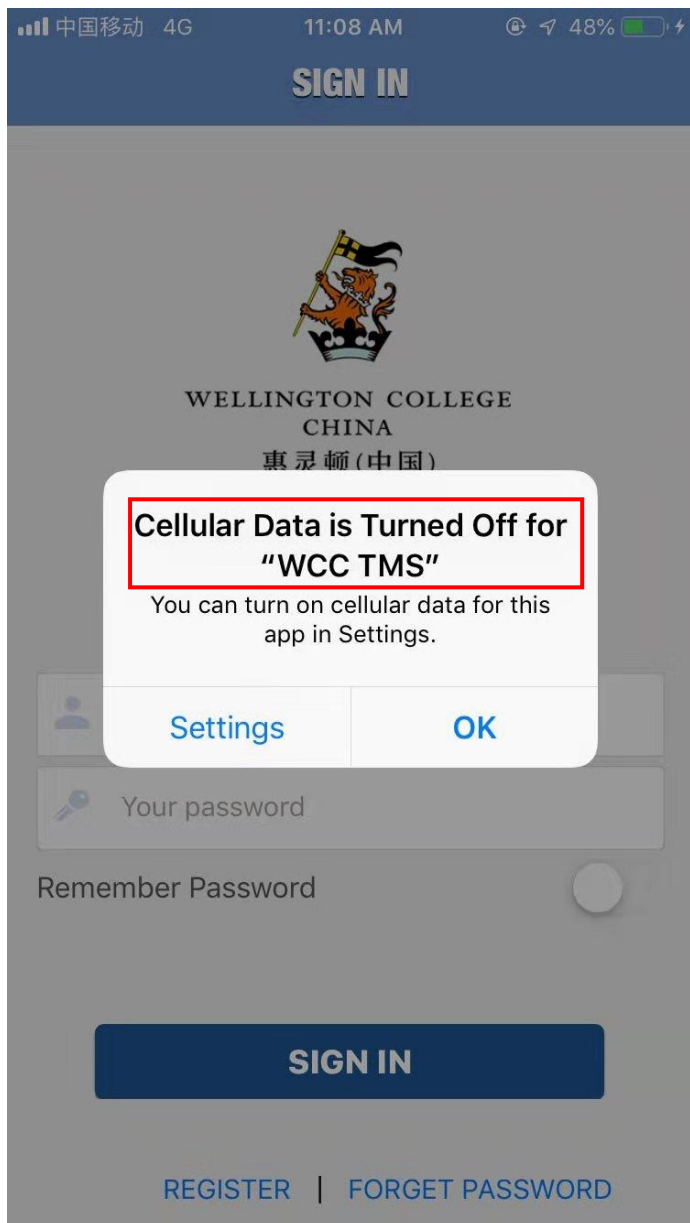 中国移动 4G 11:08 AM 48%
SIGN IN
WELLINGTON COLLEGE
CHINA
惠灵顿(中国)
Cellular Data is Turned Off for
“WCC TMS”
You can turn on cellular data for this
app in Settings.
Settings OK
Your password
Remember Password
SIGN IN
REGISTER | FORGET PASSWORD